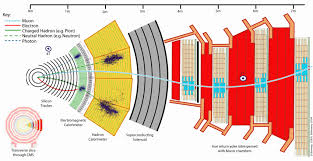 Key:
Muon
Electron
Charged Hadron (e.g. Pion)
Neutral Hadron (e.g. Neutron)
Photon
4T
Silicon
Tracker
Electromagnetic
Calorimeter
Hadron
Calorimeter
Superconducting
Solenoid
Iron return yoke interspersed
with Muon chambers
Transverse slice
through CMS